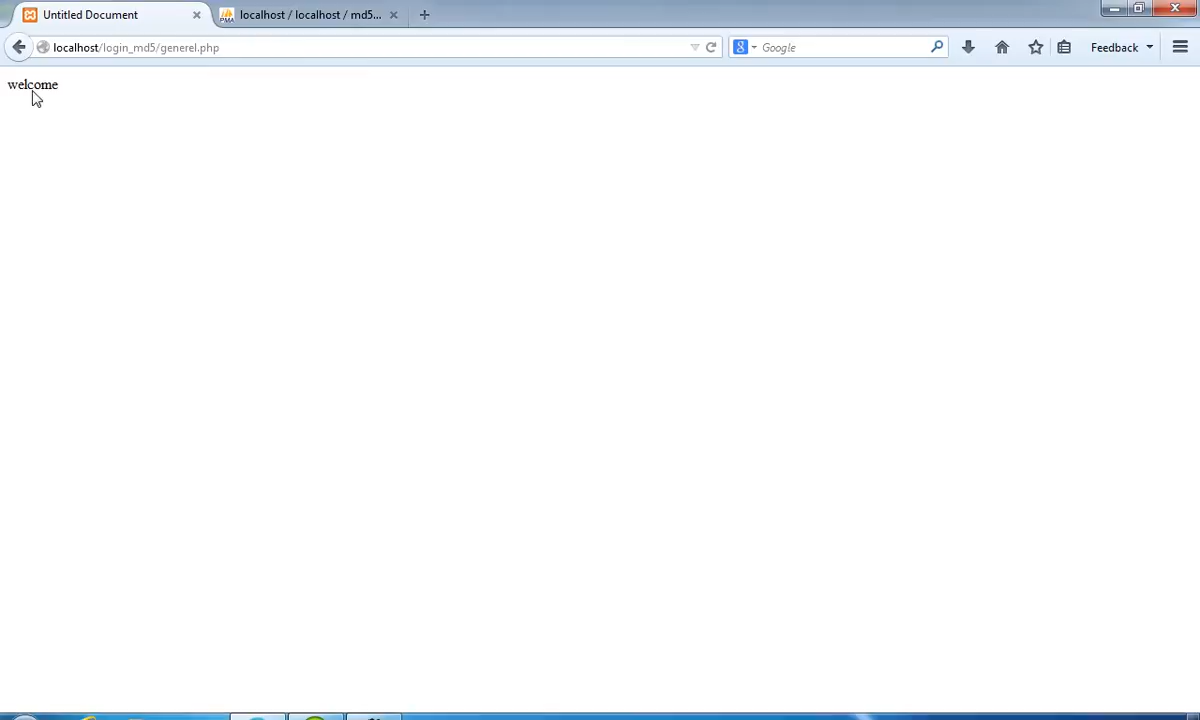 Untitled Document
localhost / localhost / md5...
localhost/login_md5/generel.php
Google
Feedback
welcome